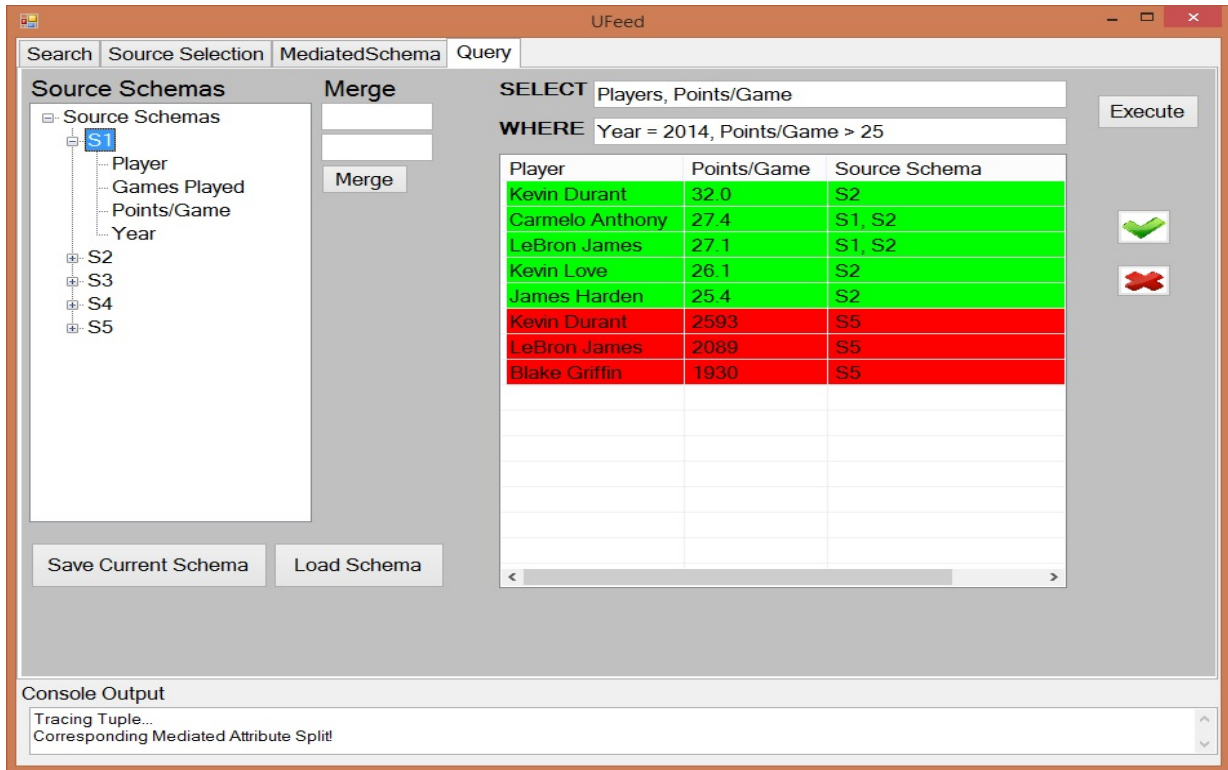 UFeed
Search Source Selection MediatedSchema Query
Source Schemas
Source Schemas
S1
Player
Games Played
Points/Game
Year
S2
S3
S4
S5
Merge
Merge
Save Current Schema Load Schema
SELECT Players, Points/Game
WHERE Year = 2014, Points/Game > 25
Execute
Player Points/Game Source Schema
Kevin Durant 32.0 S2
Carmelo Anthony 27.4 S1, S2
LeBron James 27.1 S1, S2
Kevin Love 26.1 S2
James Harden 25.4 S2
Kevin Durant 2593 S5
LeBron James 2089 S5
Blake Griffin 1930 S5
Console Output
Tracing Tuple...
Corresponding Mediated Attribute Split!